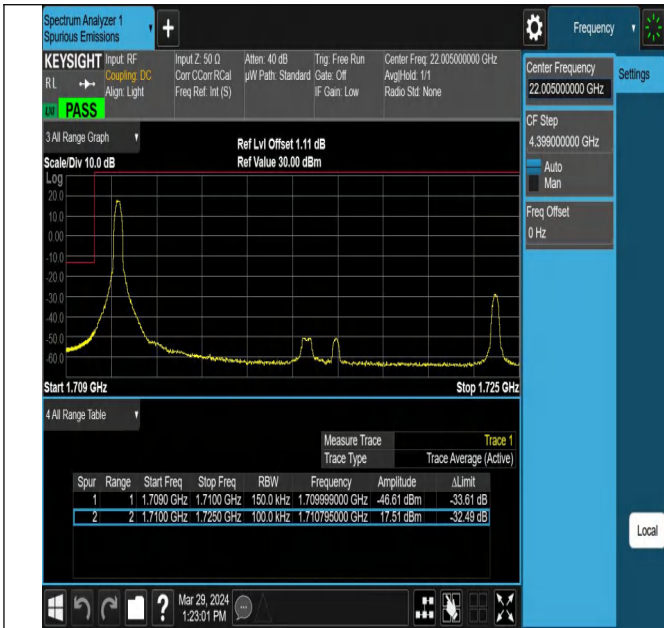 Spectrum Analyzer 1
Spurious Emissions
Frequency
KEYSIGHT Input: RF Input Z: 50 Ω Atten: 40 dB Trig: Free Run Center Freq: 22.005000000 GHz
RL Coupling: DC Corr CCorr RCal µW Path: Standard Gate: Off Avg|Hold: 1/1
Align: Light Freq Ref: Int (S) IF Gain: Low Radio Std: None
PASS
Center Frequency
22.005000000 GHz
Settings
CF Step
4.399000000 GHz
Auto
Man
Freq Offset
0 Hz
3 All Range Graph
Ref Lvl Offset 1.11 dB
Scale/Div 10.0 dB Ref Value 30.00 dBm
Log
20.0
10.0
0.00
-10.0
-20.0
-30.0
-40.0
-50.0
-60.0
Start 1.709 GHz Stop 1.725 GHz
4 All Range Table
Measure Trace Trace 1
Trace Type Trace Average (Active)
Spur Range Start Freq Stop Freq RBW Frequency Amplitude ΔLimit
1 1 1.7090 GHz 1.7100 GHz 150.0 kHz 1.709999000 GHz -46.61 dBm -33.61 dB
2 2 1.7100 GHz 1.7250 GHz 100.0 kHz 1.710795000 GHz 17.51 dBm -32.49 dB
Local
Mar 29, 2024
1:23:01 PM